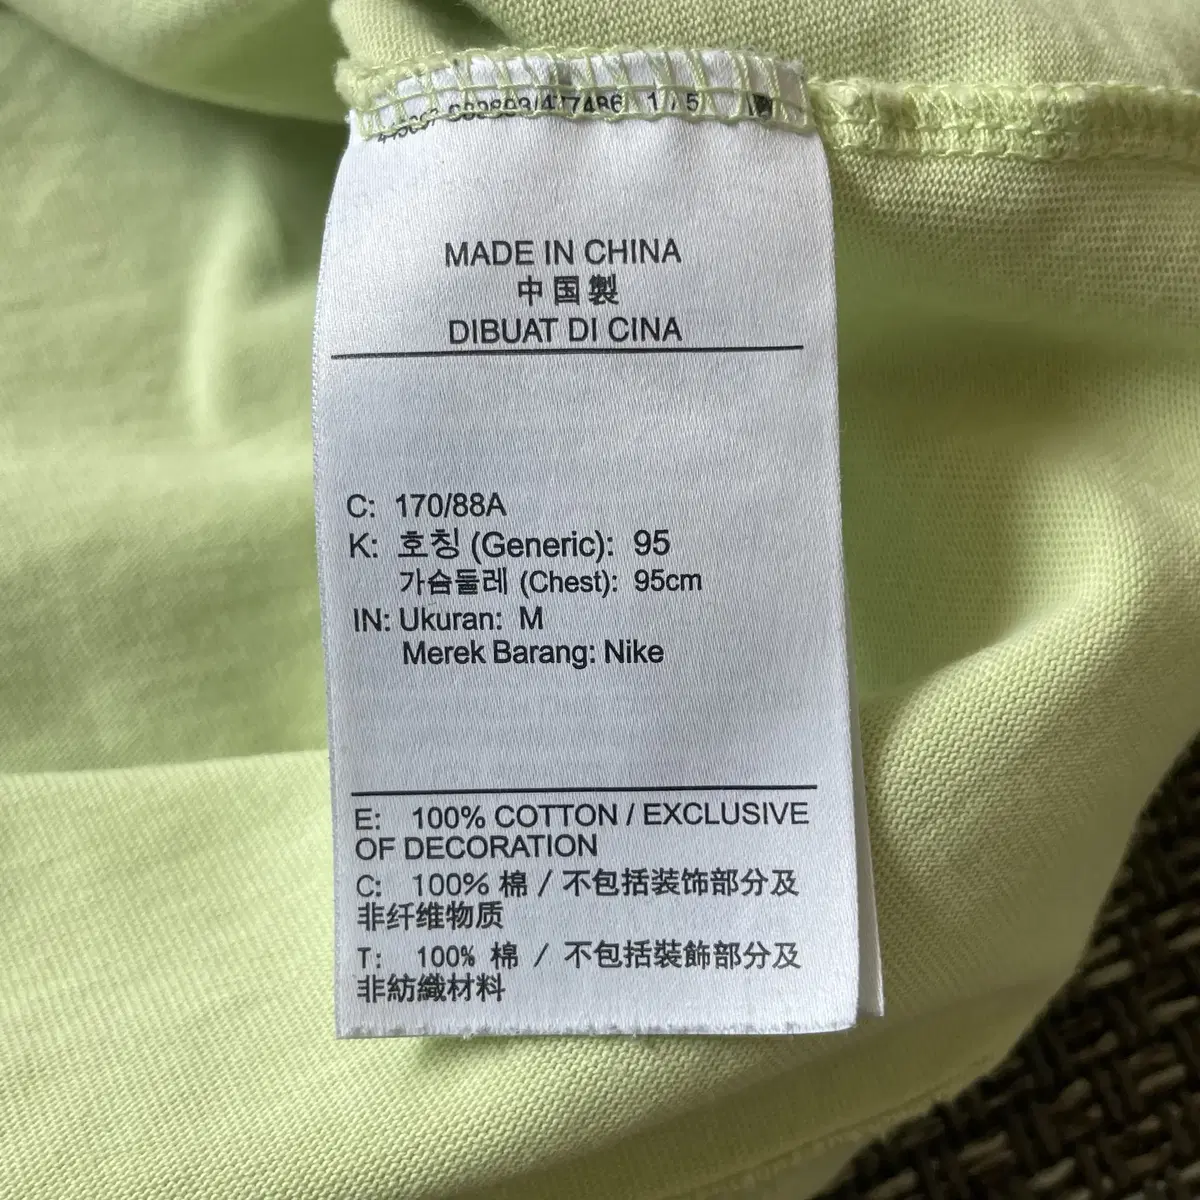 MADE IN CHINA
中国製
DIBUAT DI CINA
C: 170/88A
K: 호칭 (Generic): 95
가슴둘레 (Chest): 95cm
IN: Ukuran: M
Merek Barang: Nike
E: 100% COTTON / EXCLUSIVE
OF DECORATION
C: 100% 棉 / 不包括装饰部分及
非纤维物质
T: 100% 棉 / 不包括裝飾部分及
非紡織材料